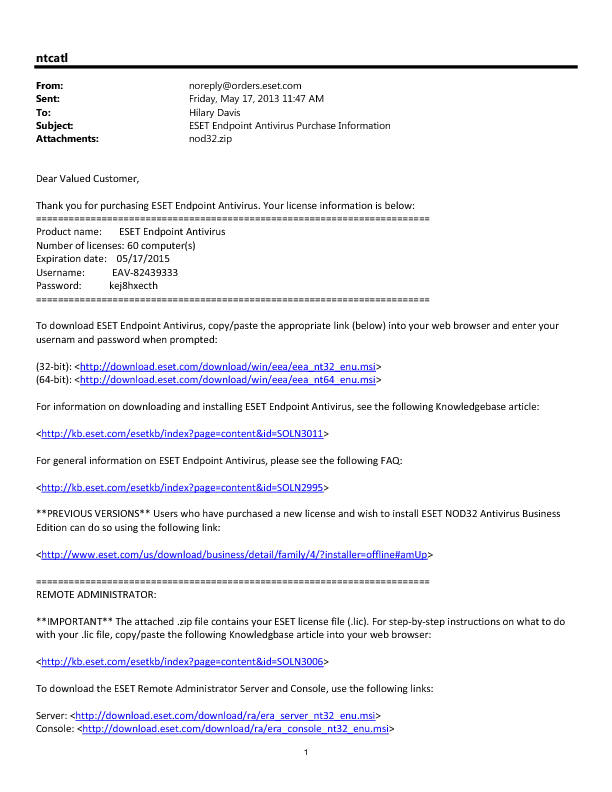 ntcatl
From: noreply@orders.eset.com
Sent: Friday, May 17, 2013 11:47 AM
To: Hilary Davis
Subject: ESET Endpoint Antivirus Purchase Information
Attachments: nod32.zip
Dear Valued Customer,
Thank you for purchasing ESET Endpoint Antivirus. Your license information is below:
=======================================================================
Product name: ESET Endpoint Antivirus
Number of licenses: 60 computer(s)
Expiration date: 05/17/2015
Username: EAV-82439333
Password: kej8hxecth
=======================================================================
To download ESET Endpoint Antivirus, copy/paste the appropriate link (below) into your web browser and enter your
usernam and password when prompted:
(32-bit): <http://download.eset.com/download/win/eea/eea_nt32_enu.msi>
(64-bit): <http://download.eset.com/download/win/eea/eea_nt64_enu.msi>
For information on downloading and installing ESET Endpoint Antivirus, see the following Knowledgebase article:
<http://kb.eset.com/esetkb/index?page=content&id=SOLN3011>
For general information on ESET Endpoint Antivirus, please see the following FAQ:
<http://kb.eset.com/esetkb/index?page=content&id=SOLN2995>
**PREVIOUS VERSIONS** Users who have purchased a new license and wish to install ESET NOD32 Antivirus Business
Edition can do so using the following link:
<http://www.eset.com/us/download/business/detail/family/4/?installer=offline#amUp>
=======================================================================
REMOTE ADMINISTRATOR:
**IMPORTANT** The attached .zip file contains your ESET license file (.lic). For step-by-step instructions on what to do
with your .lic file, copy/paste the following Knowledgbase article into your web browser:
<http://kb.eset.com/esetkb/index?page=content&id=SOLN3006>
To download the ESET Remote Administrator Server and Console, use the following links:
Server: <http://download.eset.com/download/ra/era_server_nt32_enu.msi>
Console: <http://download.eset.com/download/ra/era_console_nt32_enu.msi>
1